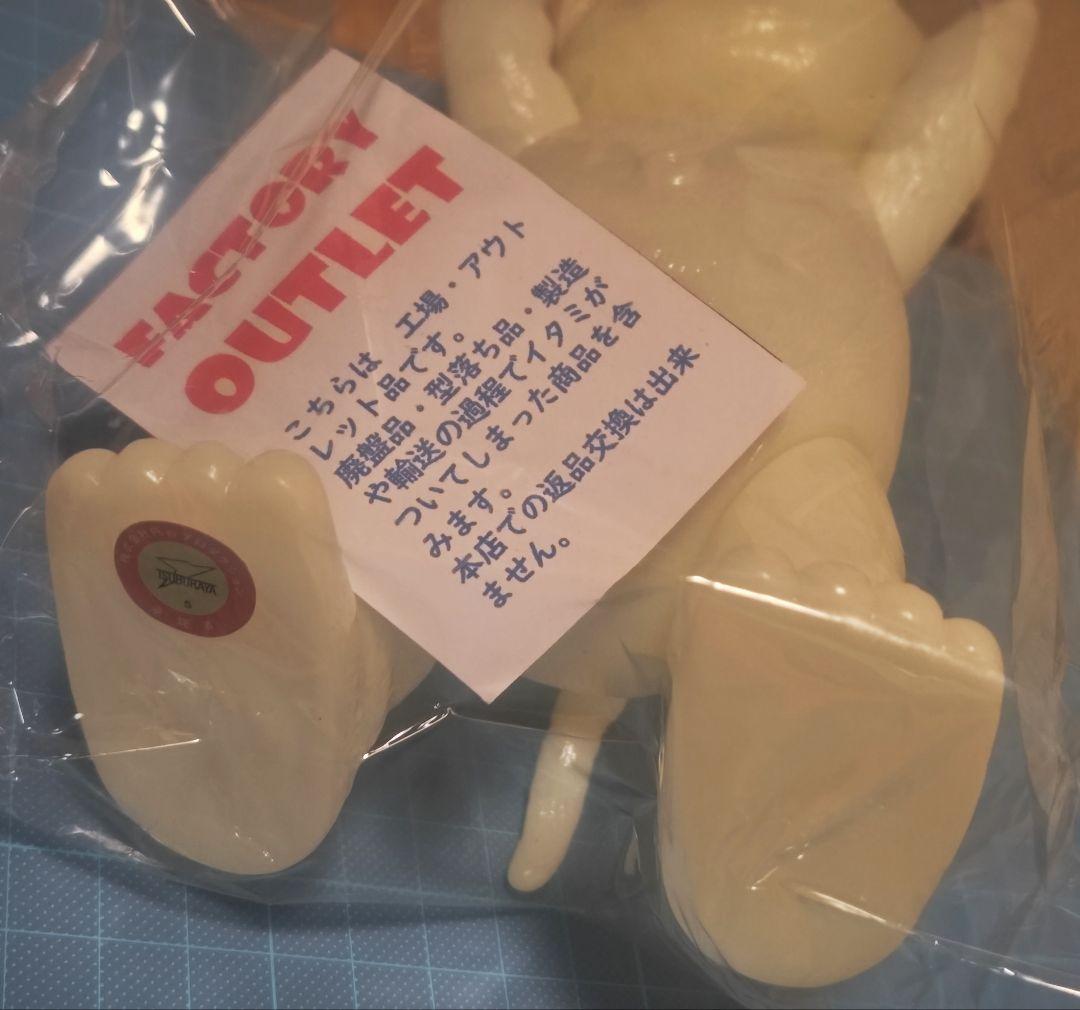 FACTORY
OUTLET
こちらは 工場・アウト
レット品です。
廃盤品・型落ち品・製造
や輸送の過程でイタミが
ついてしまった商品を含
みます。
本店での返品交換は出来
ません。
TSUBURAYA
5